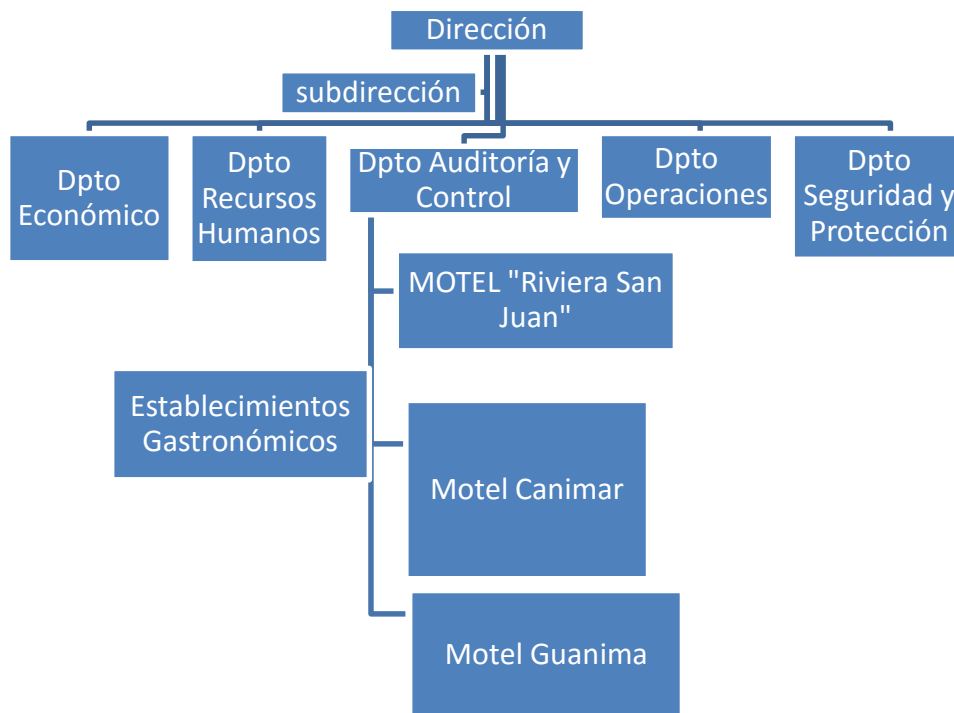 Dirección
subdirección
Dpto
Económico
Dpto
Recursos
Humanos
Dpto Auditoría y
Control
Dpto
Operaciones
Dpto
Seguridad y
Protección
MOTEL "Riviera San
Juan"
Establecimientos
Gastronómicos
Motel Canimar
Motel Guanima